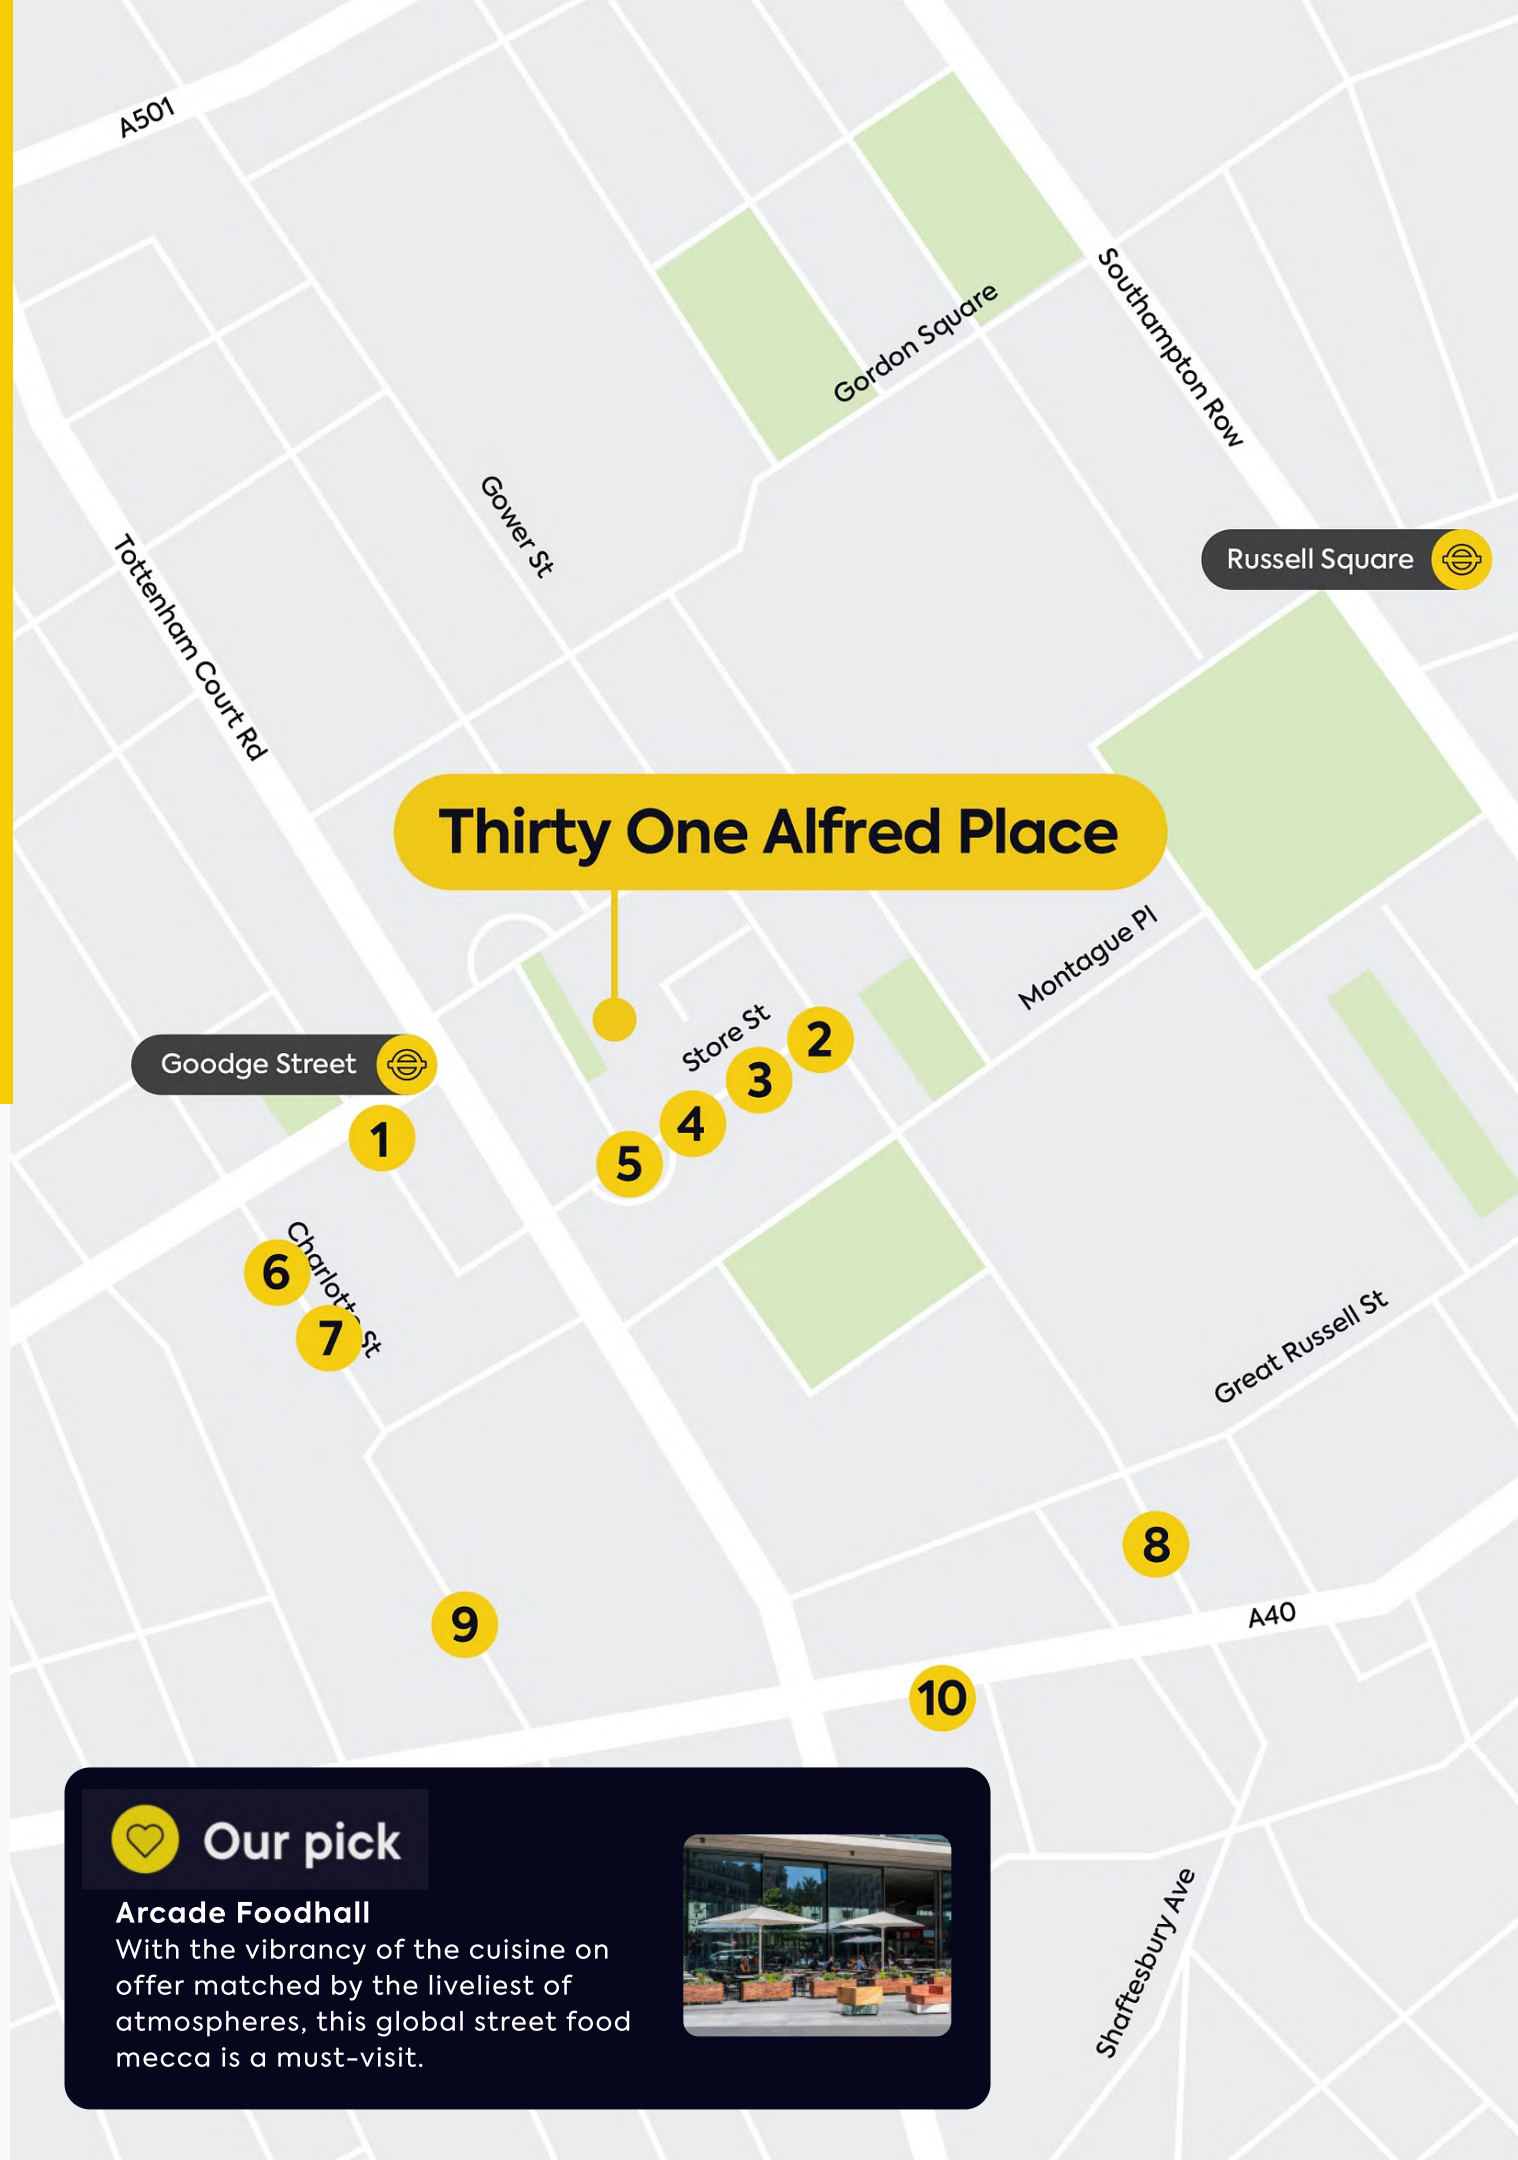 A501
Gordon Square
Southampton Row
Gower St
Tottenham Court Rd
Russell Square
Thirty One Alfred Place
Montague Pl
Store St
2
3
Goodge Street
4
1
5
Charlotte St
6
7
Great Russell St
8
A40
9
10
Our pick
Arcade Foodhall
With the vibrancy of the cuisine on
offer matched by the liveliest of
atmospheres, this global street food
mecca is a must-visit.
Shaftesbury Ave